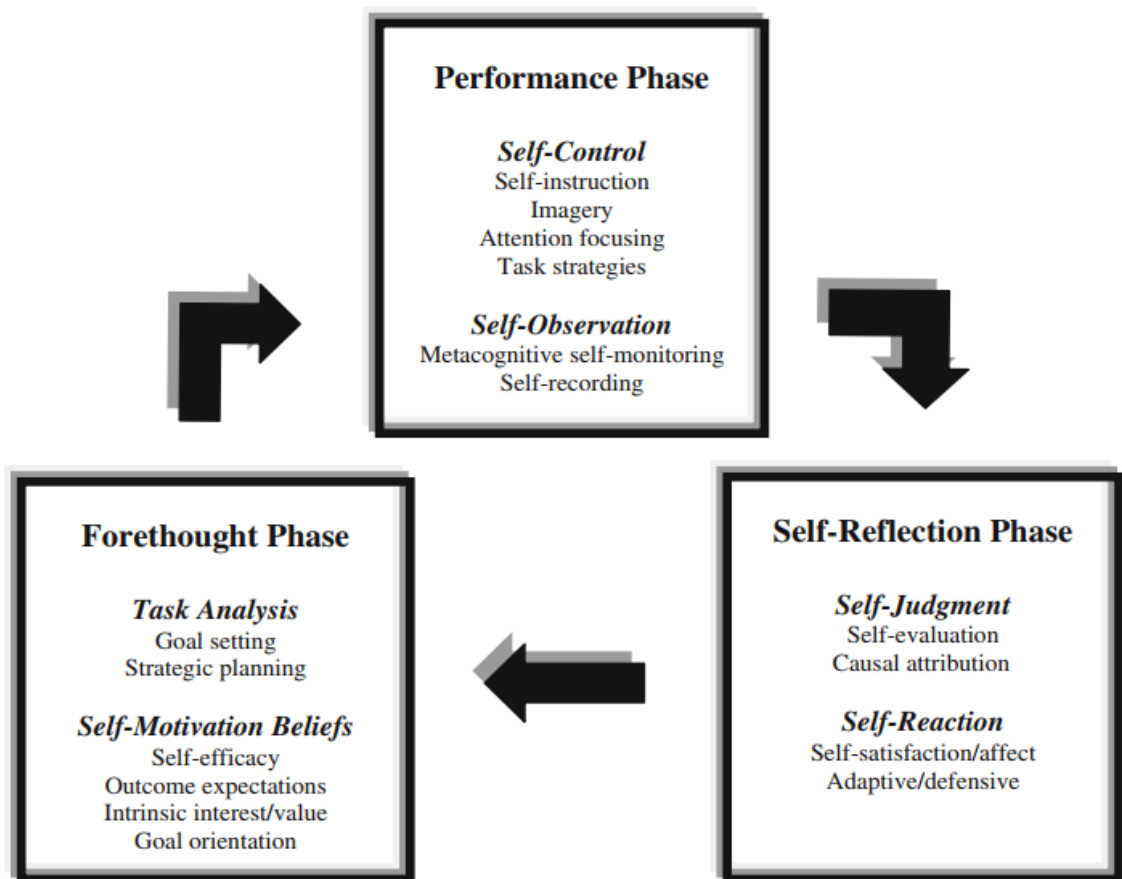 Performance Phase
Self-Control
Self-instruction
Imagery
Attention focusing
Task strategies
Self-Observation
Metacognitive self-monitoring
Self-recording
Forethought Phase
Task Analysis
Goal setting
Strategic planning
Self-Motivation Beliefs
Self-efficacy
Outcome expectations
Intrinsic interest/value
Goal orientation
Self-Reflection Phase
Self-Judgment
Self-evaluation
Causal attribution
Self-Reaction
Self-satisfaction/affect
Adaptive/defensive